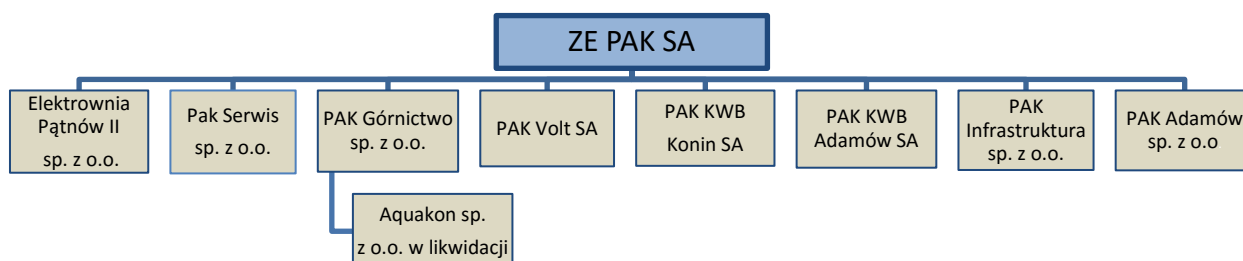 ZE PAK SA
Elektrownia
Pątnów II
sp. z o.o.
Pak Serwis
sp. z o.o.
PAK Górnictwo
sp. z o.o.
PAK Volt SA
PAK KWB
Konin SA
PAK KWB
Adamów SA
PAK
Infrastruktura
sp. z o.o.
PAK Adamów
sp. z o.o
Aquakon sp.
z o.o. w likwidacji